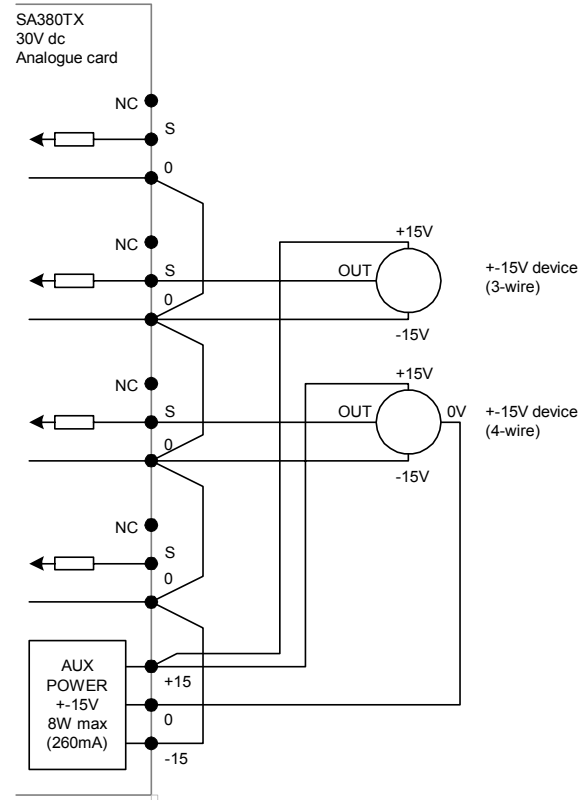 SA380TX
30V dc
Analogue card
NC
S
0
+15V
NC
OUT
+-15V device
S
(3-wire)
0
-15V
+15V
NC
OUT
0V
+-15V device
S
(4-wire)
0
-15V
NC
S
0
AUX
POWER
+-15V
8W max
(260mA)
+15
0
-15